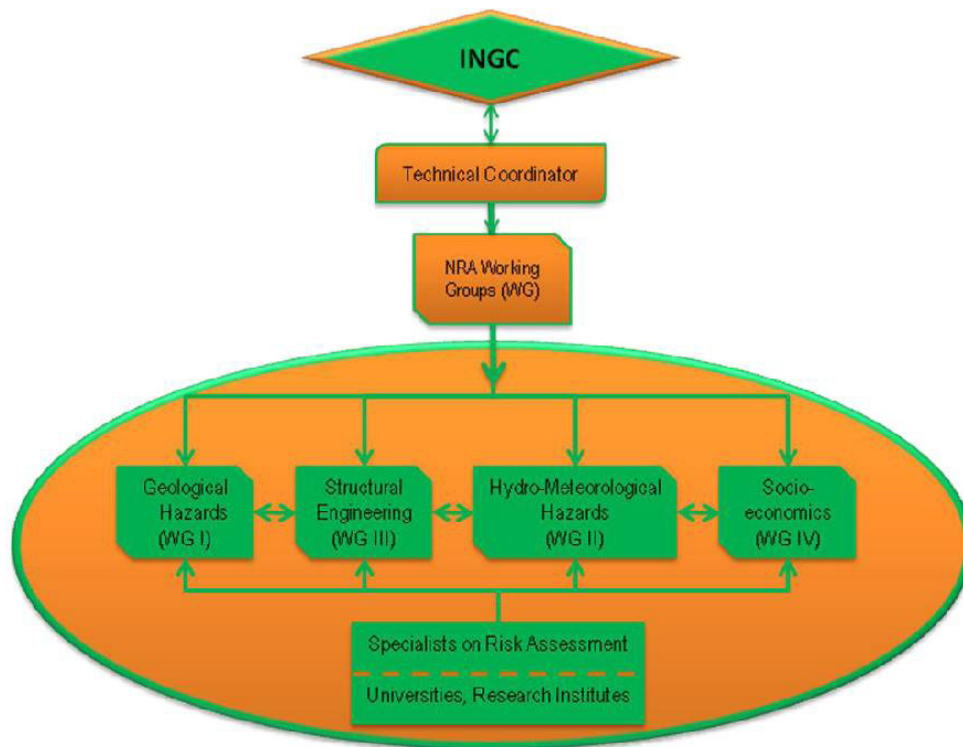 INGC
Technical Coordinator
NRA Working
Groups (WG)
Geological
Hazards
(WG I)
Structural
Engineering
(WG III)
Hydro-Meteorological
Hazards
(WG II)
Socio-
economics
(WG IV)
Specialists on Risk Assessment
Universities, Research Institutes